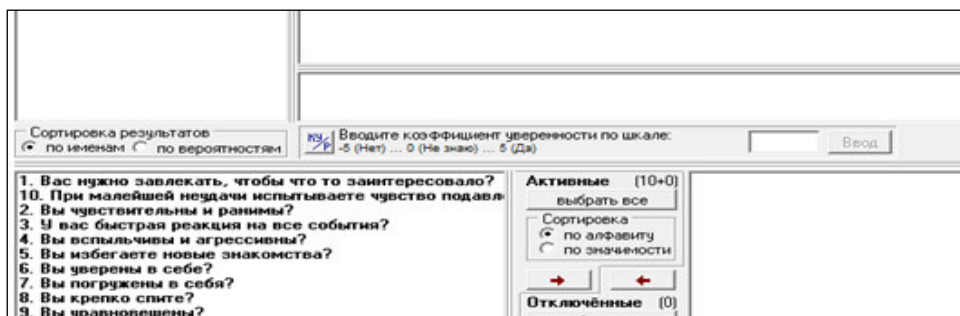 Сортировка результатов
по именам по вероятностям
КУ/Р Вводите коэффициент уверенности по шкале:
-5 (Нет) ... 0 (Не знаю) ... 5 (Да)
Ввод
1. Вас нужно завлекать, чтобы что то заинтересовало?
10. При малейшей неудачи испытываете чувство подавл
2. Вы чувствительны и ранимы?
3. У вас быстрая реакция на все события?
4. Вы вспыльчивы и агрессивны?
5. Вы избегаете новые знакомства?
6. Вы уверены в себе?
7. Вы погружены в себя?
8. Вы крепко спите?
9. Вы уравновешены?
Активные (10+0)
выбрать все
Сортировка
по алфавиту
по значимости
Отключённые (0)